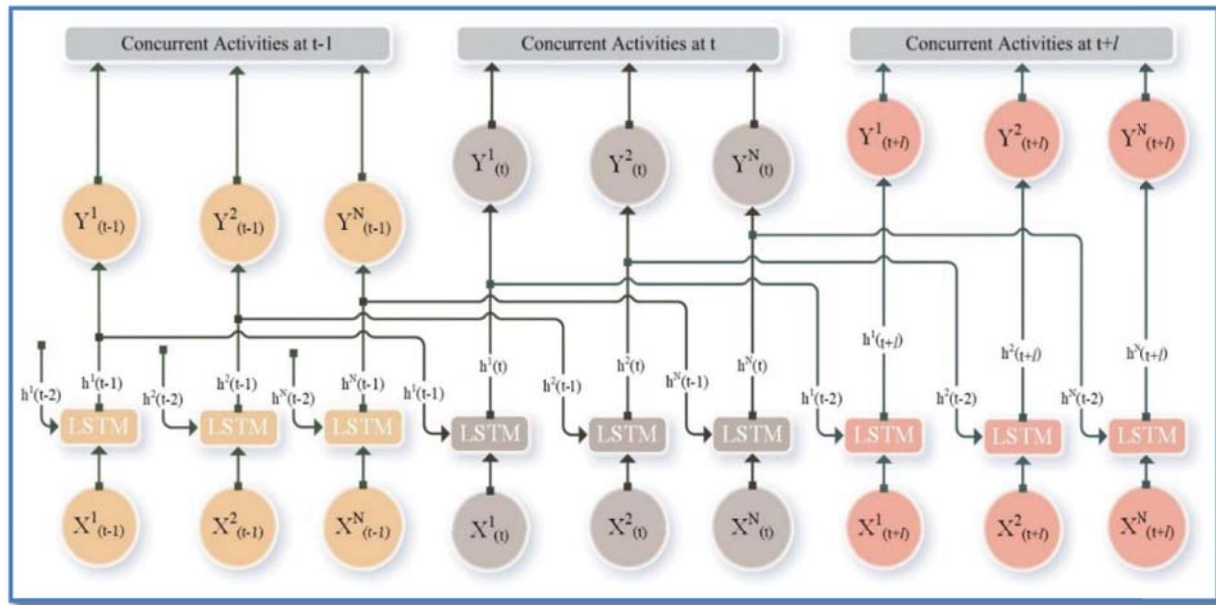 Concurrent Activities at t-1
Concurrent Activities at t
Concurrent Activities at t+l
Y¹(t-1)
Y²(t-1)
Yᴺ(t-1)
Y¹(t)
Y²(t)
Yᴺ(t)
Y¹(t+l)
Y²(t+l)
Yᴺ(t+l)
h¹(t-2)
h¹(t-1)
h²(t-2)
h²(t-1)
hᴺ(t-2)
hᴺ(t-1)
h¹(t-1)
h¹(t)
h²(t-1)
h²(t)
hᴺ(t-1)
hᴺ(t)
h¹(t-2)
h¹(t+l)
h²(t-2)
h²(t+l)
hᴺ(t-2)
hᴺ(t+l)
LSTM
LSTM
LSTM
LSTM
LSTM
LSTM
LSTM
LSTM
LSTM
X¹(t-1)
X²(t-1)
Xᴺ(t-1)
X¹(t)
X²(t)
Xᴺ(t)
X¹(t+l)
X²(t+l)
Xᴺ(t+l)